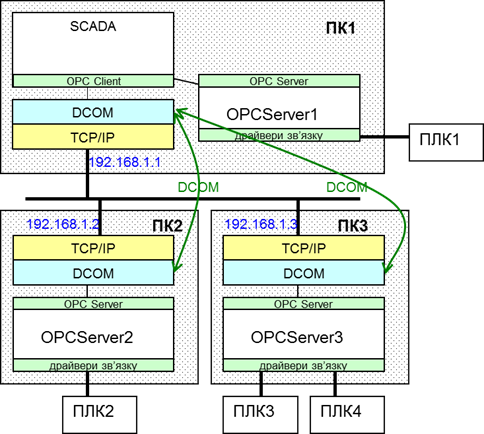 SCADA
ПК1
OPC Client
OPC Server
DCOM
OPCServer1
TCP/IP
драйвери зв'язку
ПЛК1
192.168.1.1
DCOM
DCOM
192.168.1.2
ПК2
192.168.1.3
ПК3
TCP/IP
TCP/IP
DCOM
DCOM
OPC Server
OPC Server
OPCServer2
OPCServer3
драйвери зв'язку
драйвери зв'язку
ПЛК2
ПЛК3
ПЛК4